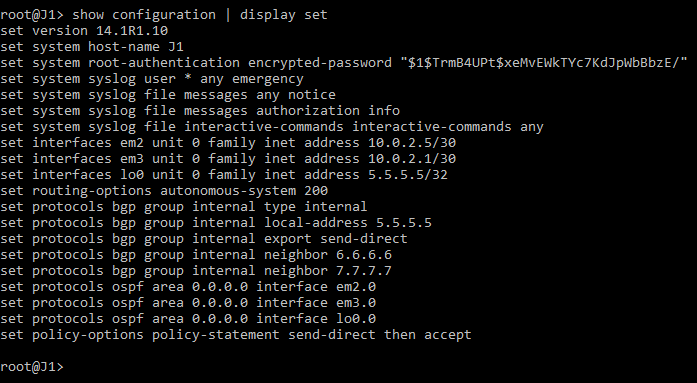 root@J1> show configuration | display set
set version 14.1R1.10
set system host-name J1
set system root-authentication encrypted-password "$1$TrmB4UPt$xeMvEWkTYc7KdJpWbBbzE/"
set system syslog user * any emergency
set system syslog file messages any notice
set system syslog file messages authorization info
set system syslog file interactive-commands interactive-commands any
set interfaces em2 unit 0 family inet address 10.0.2.5/30
set interfaces em3 unit 0 family inet address 10.0.2.1/30
set interfaces lo0 unit 0 family inet address 5.5.5.5/32
set routing-options autonomous-system 200
set protocols bgp group internal type internal
set protocols bgp group internal local-address 5.5.5.5
set protocols bgp group internal export send-direct
set protocols bgp group internal neighbor 6.6.6.6
set protocols bgp group internal neighbor 7.7.7.7
set protocols ospf area 0.0.0.0 interface em2.0
set protocols ospf area 0.0.0.0 interface em3.0
set protocols ospf area 0.0.0.0 interface lo0.0
set policy-options policy-statement send-direct then accept
root@J1>